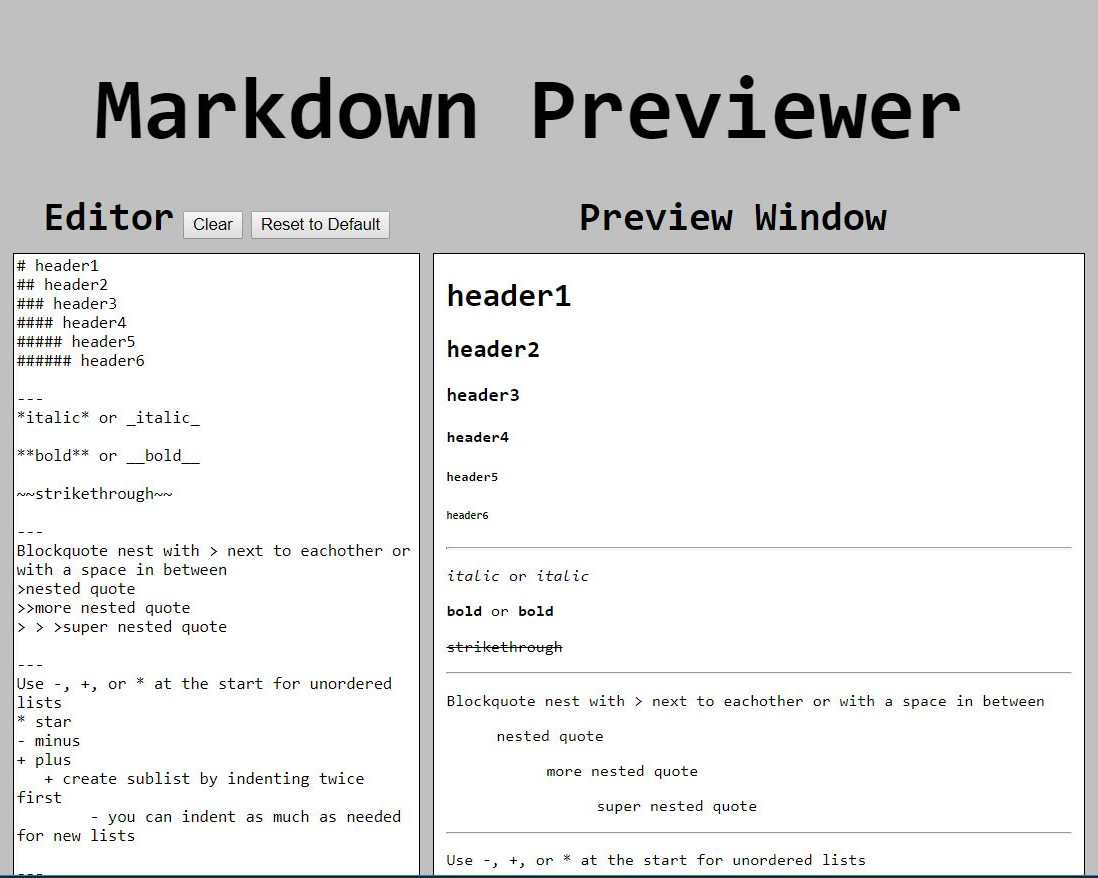 Markdown Previewer
Editor Clear Reset to Default
# header1
## header2
### header3
#### header4
##### header5
###### header6
---
*italic* or _italic_
**bold** or __bold__
~~strikethrough~~
---
Blockquote nest with > next to eachother or
with a space in between
>nested quote
>>more nested quote
> > >super nested quote
---
Use -, +, or * at the start for unordered
lists
* star
- minus
+ plus
   + create sublist by indenting twice
first
        - you can indent as much as needed
for new lists
---
Preview Window
header1
header2
header3
header4
header5
header6
italic or italic
bold or bold
strikethrough
Blockquote nest with > next to eachother or with a space in between
nested quote
more nested quote
super nested quote
Use -, +, or * at the start for unordered lists